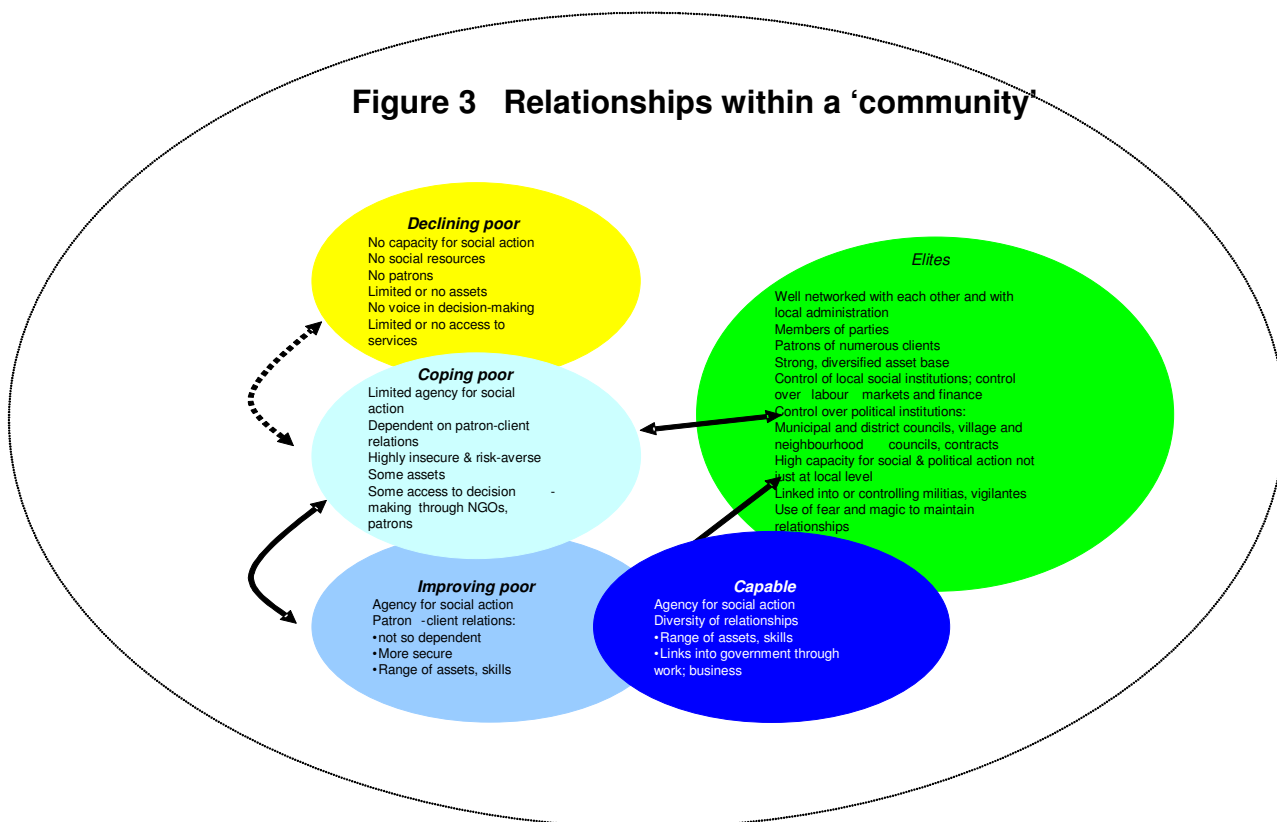 Figure 3 Relationships within a ‘community'
Declining poor
No capacity for social action
No social resources
No patrons
Limited or no assets
No voice in decision-making
Limited or no access to
services
Coping poor
Limited agency for social
action
Dependent on patron-client
relations
Highly insecure & risk-averse
Some assets
Some access to decision -
making through NGOs,
patrons
Improving poor
Agency for social action
Patron -client relations:
•not so dependent
•More secure
•Range of assets, skills
Capable
Agency for social action
Diversity of relationships
•Range of assets, skills
•Links into government through
work; business
Elites
Well networked with each other and with
local administration
Members of parties
Patrons of numerous clients
Strong, diversified asset base
Control of local social institutions; control
over labour markets and finance
Control over political institutions:
Municipal and district councils, village and
neighbourhood councils, contracts
High capacity for social & political action not
just at local level
Linked into or controlling militias, vigilantes
Use of fear and magic to maintain
relationships